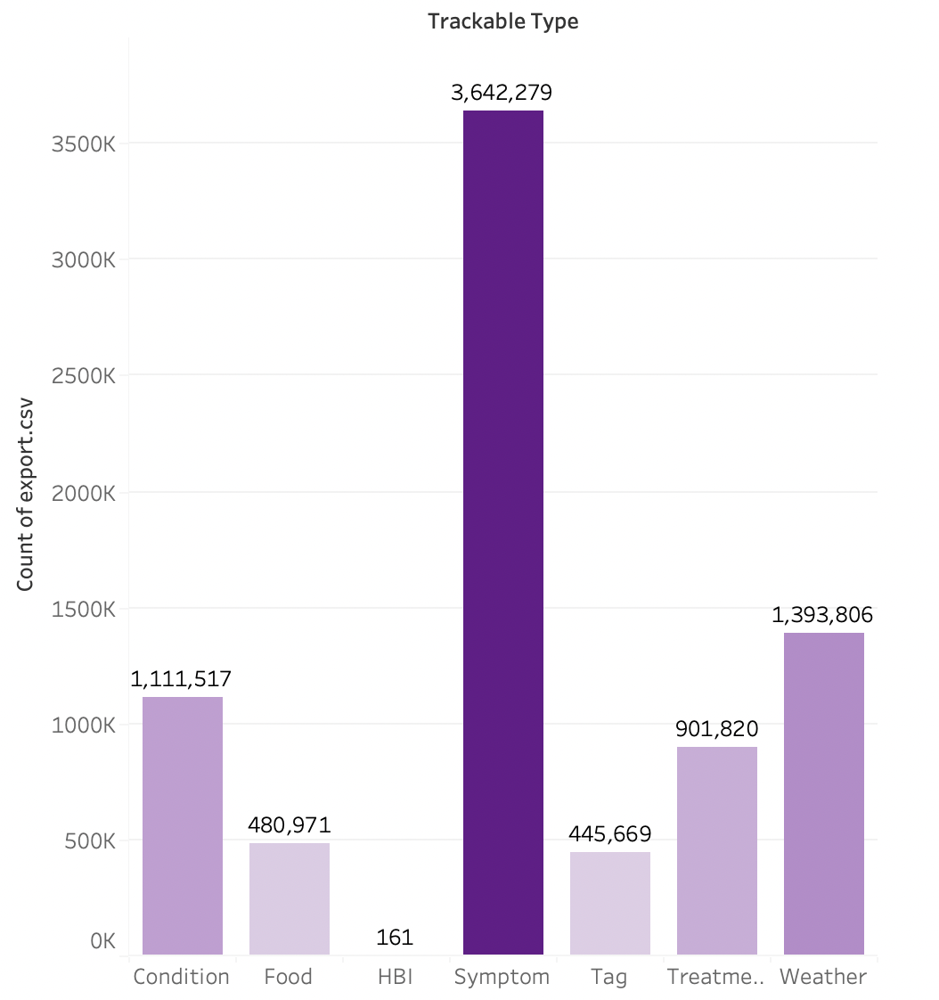 Trackable Type
3,642,279
3500K
3000K
2500K
2000K
1500K
1,393,806
1,111,517
1000K
901,820
480,971
500K
445,669
161
0K
Count of export.csv
Condition Food HBI Symptom Tag Treatme.. Weather